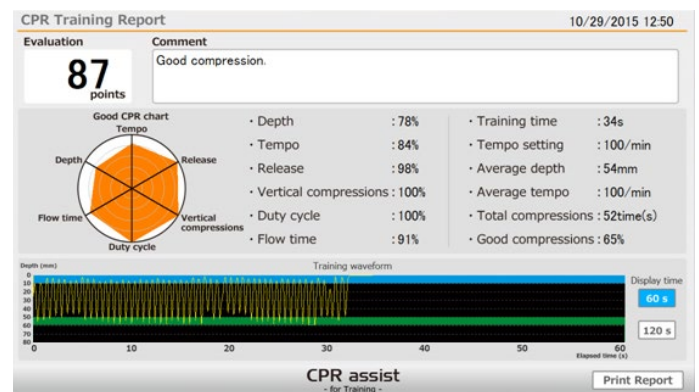 CPR Training Report
10/29/2015 12:50
Evaluation
Comment
87
points
Good compression.
Good CPR chart
Tempo
Depth
Release
Flow time
Vertical
compressions
Duty cycle
· Depth : 78%
· Tempo : 84%
· Release : 98%
· Vertical compressions : 100%
· Duty cycle : 100%
· Flow time : 91%
· Training time : 34s
· Tempo setting : 100/min
· Average depth : 54mm
· Average tempo : 100/min
· Total compressions : 52time(s)
· Good compressions : 65%
Training waveform
Depth (mm)
0
10
20
30
40
50
60
70
80
0 10 20 30 40 50 60
Elapsed time (s)
Display time
60 s
120 s
CPR assist
- for Training -
Print Report